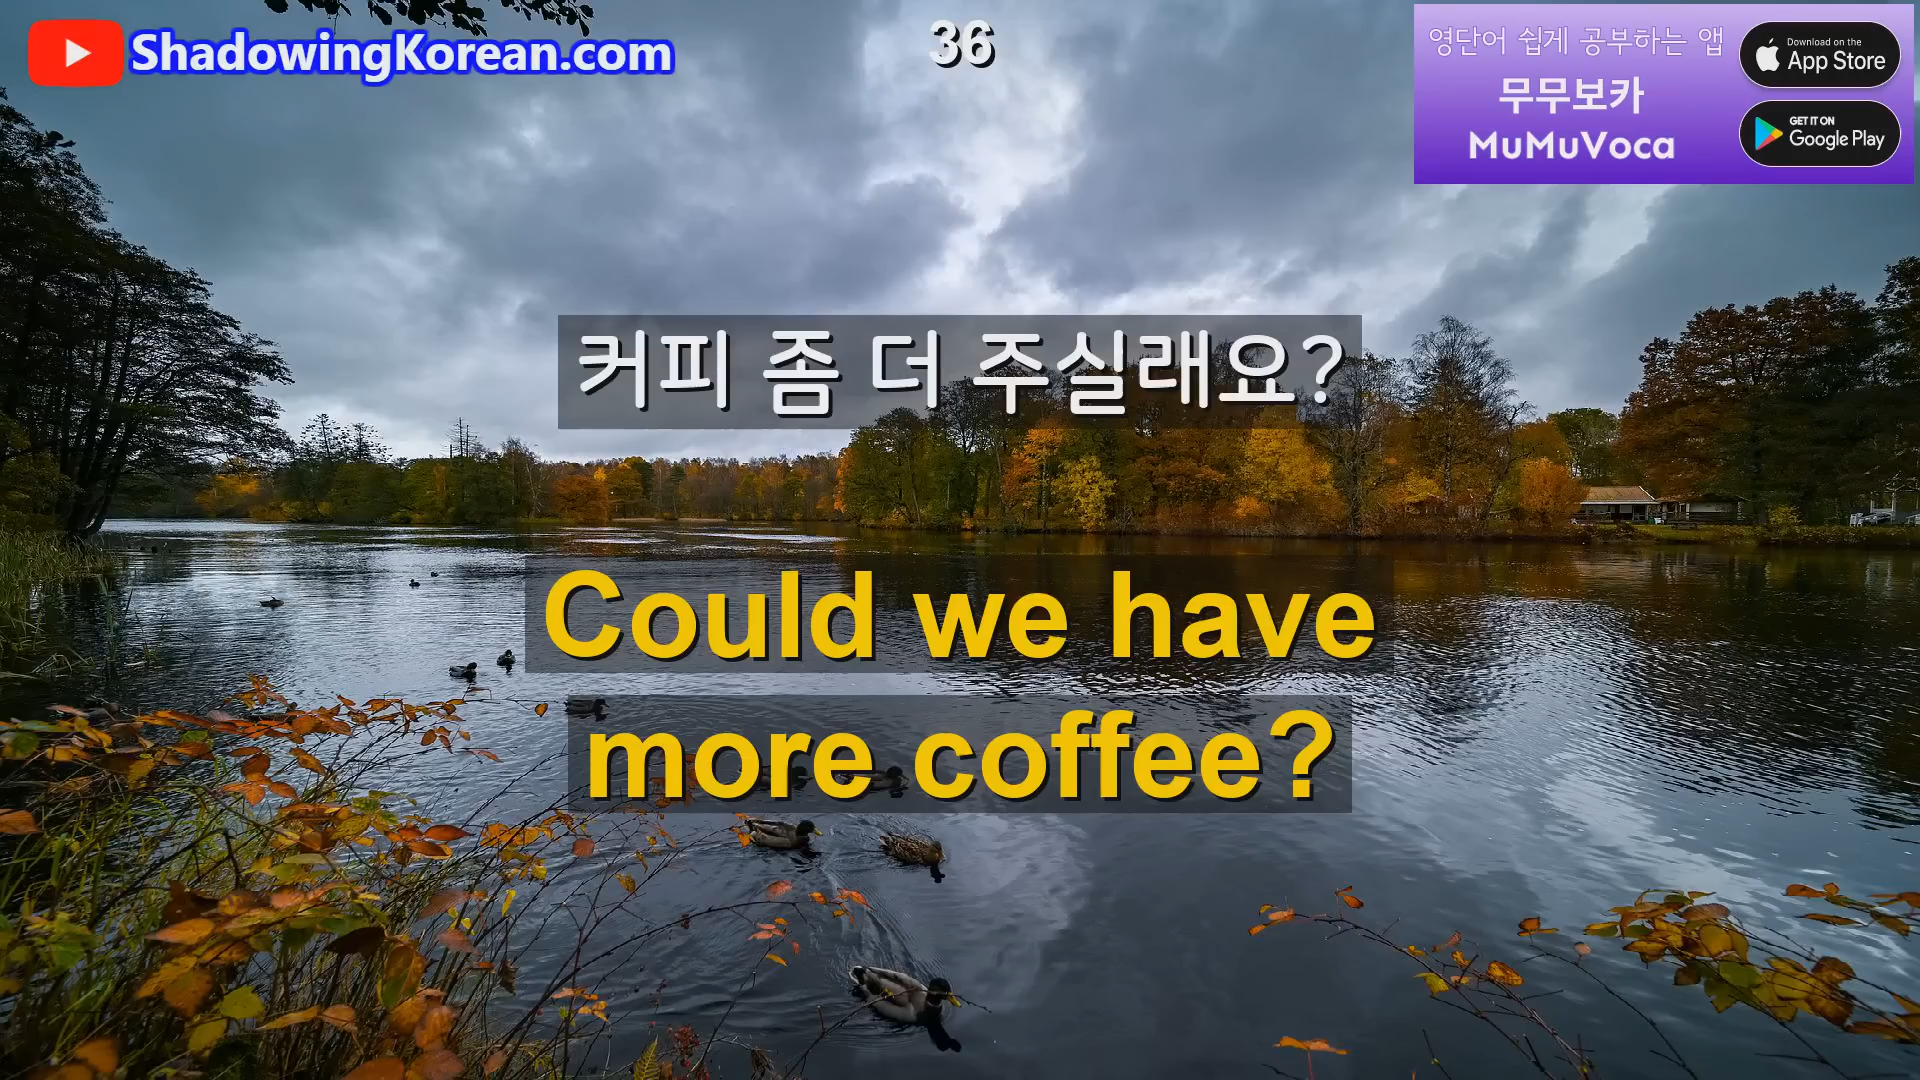 ShadowingKorean.com
36
영단어 쉽게 공부하는 앱
무무보카
MuMuVoca
Download on the
App Store
GET IT ON
Google Play
커피 좀 더 주실래요?
Could we have
more coffee?